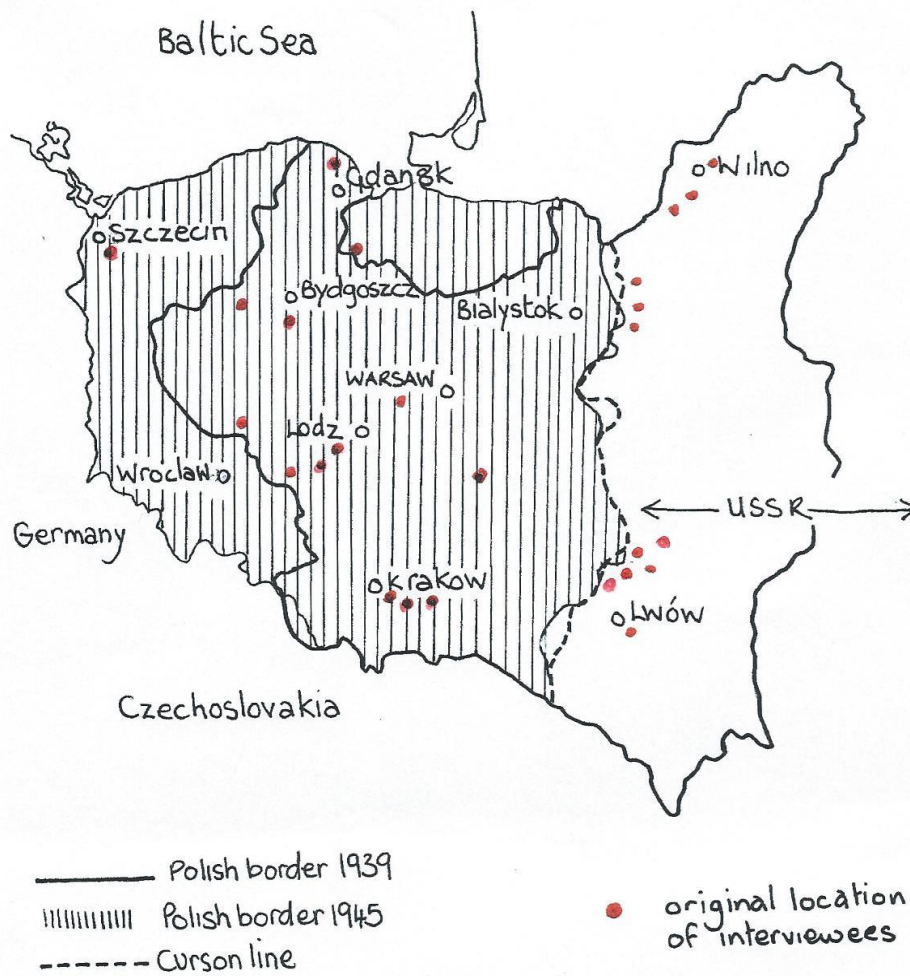 Baltic Sea
Wilno
Gdangk
Szczecin
Bydgoszcz
Bialystok
WARSAW
Lodz
Wroclaw
USSR
Germany
Krakow
Lwów
Czechoslovakia
Polish border 1939
Polish border 1945
Curson line
original location
of interviewees